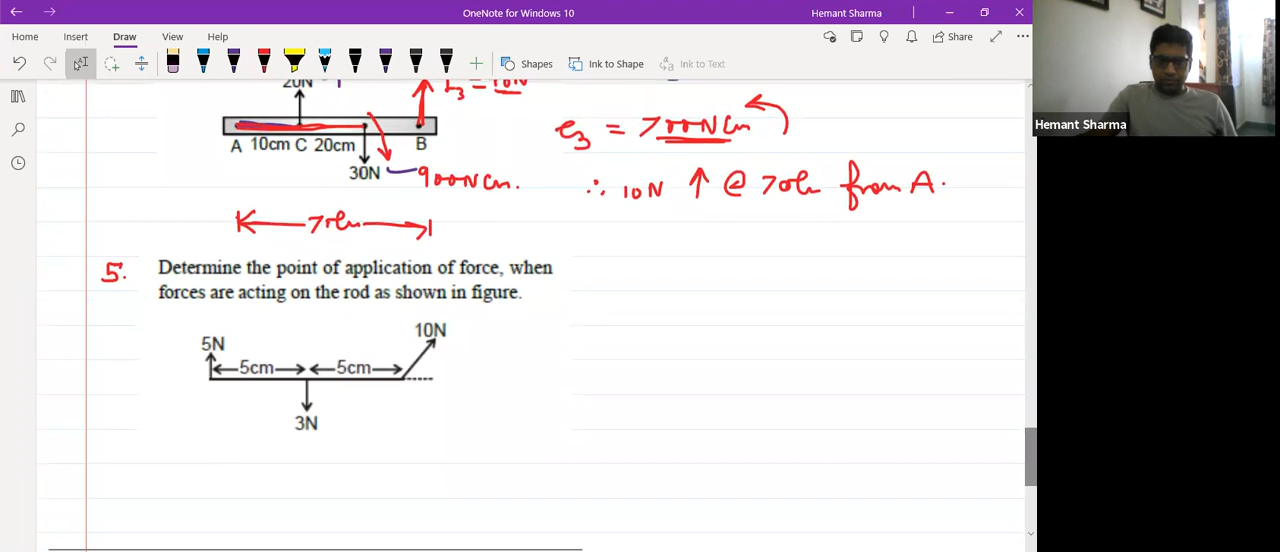 OneNote for Windows 10
Hemant Sharma
Home Insert Draw View Help
Share
Shapes Ink to Shape Ink to Text
Hemant Sharma
20N
= 10N
A 10cm C 20cm B
30N
900Ncm.
70cm
= 700Ncm
∴ 10N ↑ @ 70cm from A.
5. Determine the point of application of force, when
forces are acting on the rod as shown in figure.
10N
5N
5cm 5cm
3N